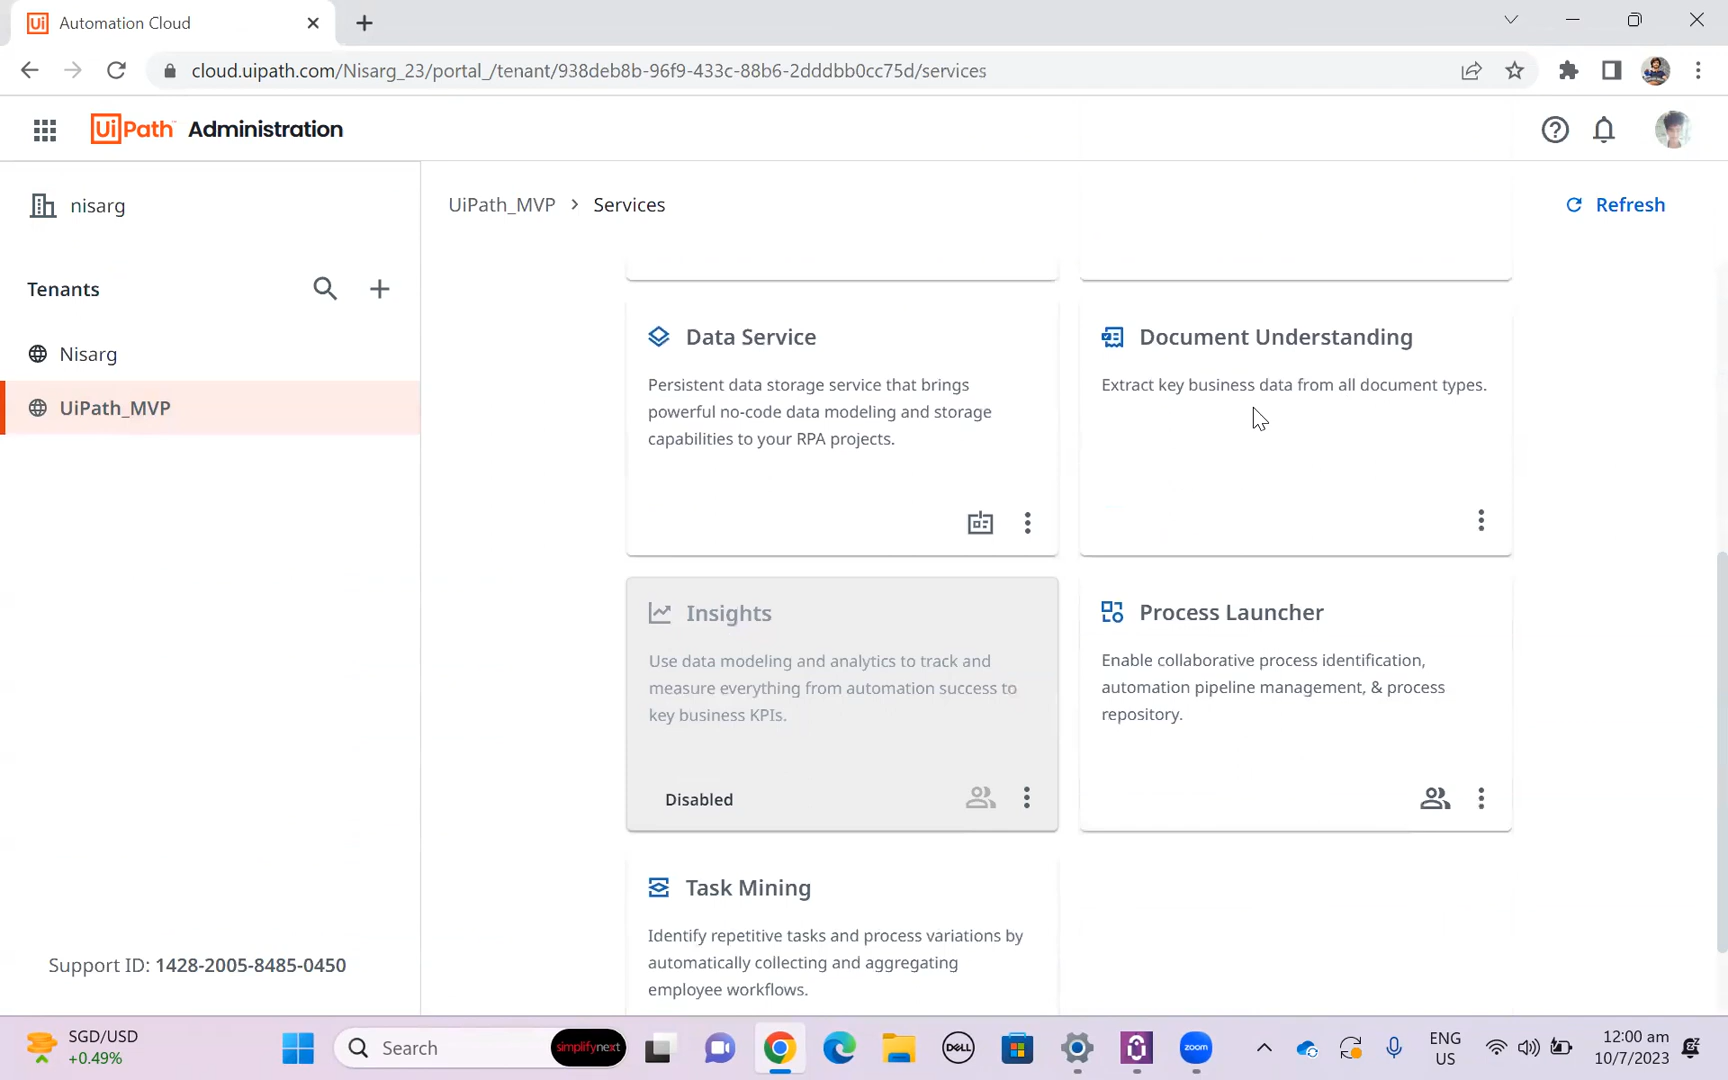 Ui Automation Cloud
cloud.uipath.com/Nisarg_23/portal_/tenant/938deb8b-96f9-433c-88b6-2dddbb0cc75d/services
UiPath™ Administration
nisarg
UiPath_MVP > Services
Refresh
Tenants
Nisarg
UiPath_MVP
Data Service
Persistent data storage service that brings
powerful no-code data modeling and storage
capabilities to your RPA projects.
Document Understanding
Extract key business data from all document types.
Insights
Use data modeling and analytics to track and
measure everything from automation success to
key business KPIs.
Disabled
Process Launcher
Enable collaborative process identification,
automation pipeline management, & process
repository.
Task Mining
Identify repetitive tasks and process variations by
automatically collecting and aggregating
employee workflows.
Support ID: 1428-2005-8485-0450
SGD/USD
+0.49%
Search
simplifynext
DELL
zoom
ENG
US
12:00 am
10/7/2023